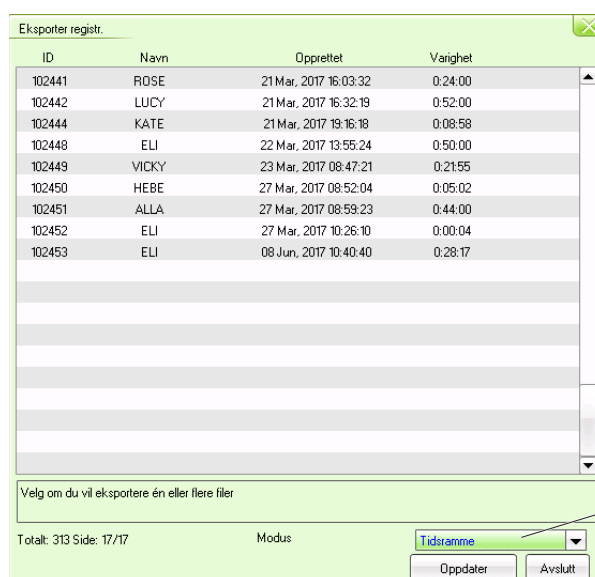 Eksporter registr.
ID Navn Opprettet Varighet
102441 ROSE 21 Mar, 2017 16:03:32 0:24:00
102442 LUCY 21 Mar, 2017 16:32:19 0:52:00
102444 KATE 21 Mar, 2017 19:16:18 0:08:58
102448 ELI 22 Mar, 2017 13:55:24 0:50:00
102449 VICKY 23 Mar, 2017 08:47:21 0:21:55
102450 HEBE 27 Mar, 2017 08:52:04 0:05:02
102451 ALLA 27 Mar, 2017 08:59:23 0:44:00
102452 ELI 27 Mar, 2017 10:26:10 0:00:04
102453 ELI 08 Jun, 2017 10:40:40 0:28:17
Velg om du vil eksportere én eller flere filer
Totalt: 313 Side: 17/17 Modus Tidsramme
Oppdater Avslutt